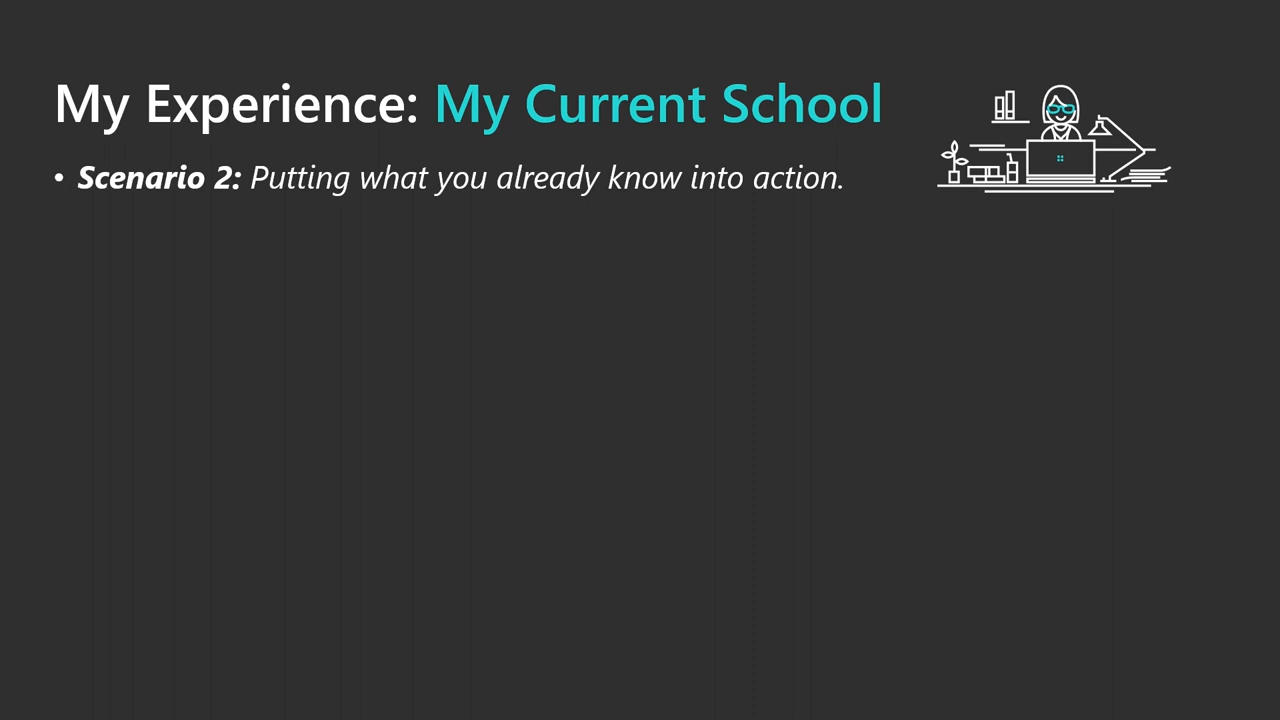 My Experience: My Current School
• Scenario 2: Putting what you already know into action.